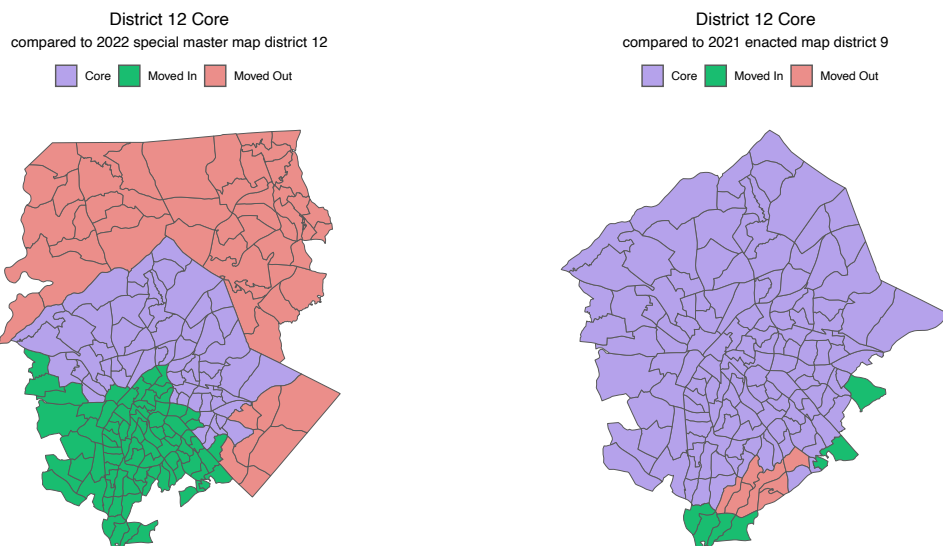 District 12 Core
compared to 2022 special master map district 12
Core Moved In Moved Out
District 12 Core
compared to 2021 enacted map district 9
Core Moved In Moved Out